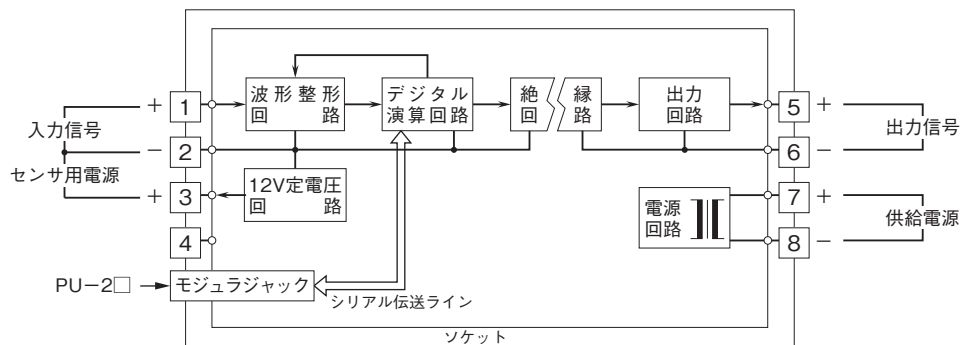 波形整形
回　　路
デジタル
演算回路
絶
回
縁
路
出力
回路
＋
1
5
＋
入力信号
出力信号
−
2
6
−
センサ用電源
12V定電圧
回　　路
＋
3
7
＋
電源
回路
供給電源
4
8
−
PU−2□
モジュラジャック
シリアル伝送ライン
ソケット